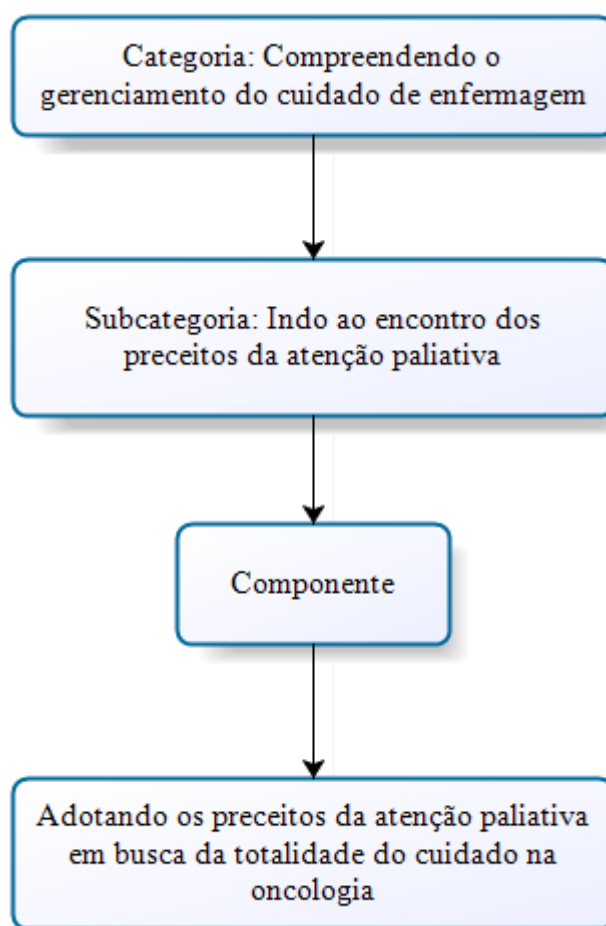 Categoria: Compreendendo o
gerenciamento do cuidado de enfermagem
Subcategoria: Indo ao encontro dos
preceitos da atenção paliativa
Componente
Adotando os preceitos da atenção paliativa
em busca da totalidade do cuidado na
oncologia